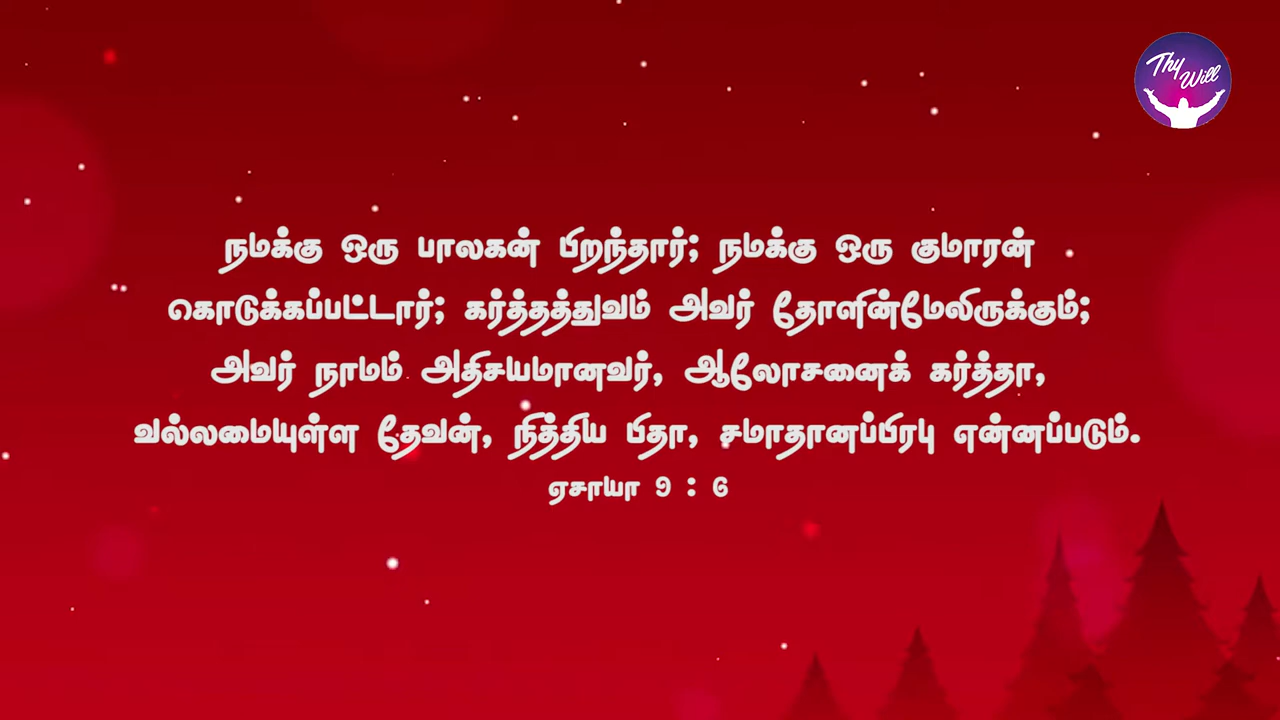 Thy Will
நமக்கு ஒரு பாலகன் பிறந்தார்; நமக்கு ஒரு குமாரன்
கொடுக்கப்பட்டார்; கர்த்தத்துவம் அவர் தோளின்மேலிருக்கும்;
அவர் நாமம் அதிசயமானவர், ஆலோசனைக் கர்த்தா,
வல்லமையுள்ள தேவன், நித்திய பிதா, சமாதானப்பிரபு என்னப்படும்.
ஏசாயா 9 : 6